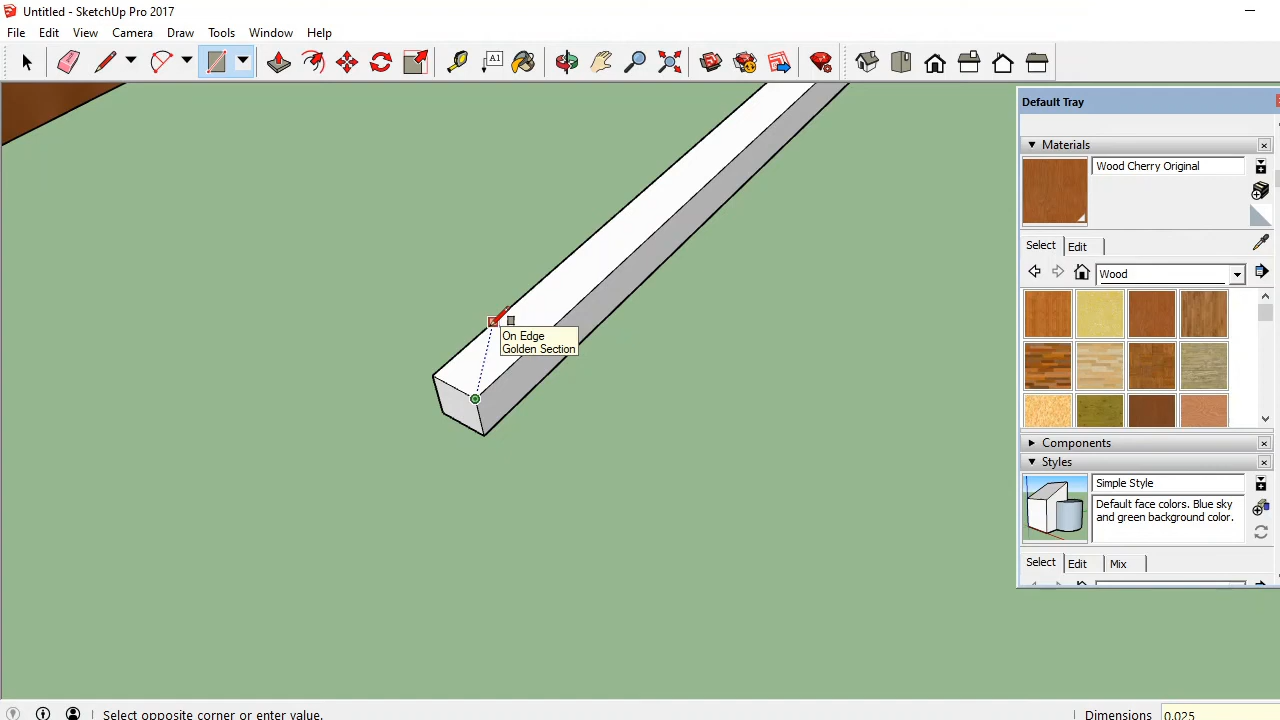 Untitled - SketchUp Pro 2017
File Edit View Camera Draw Tools Window Help
A1
Default Tray
Materials
Wood Cherry Original
Select Edit
Wood
On Edge
Golden Section
Components
Styles
Simple Style
Default face colors. Blue sky
and green background color.
Select Edit Mix
Select opposite corner or enter value.
Dimensions 0.025